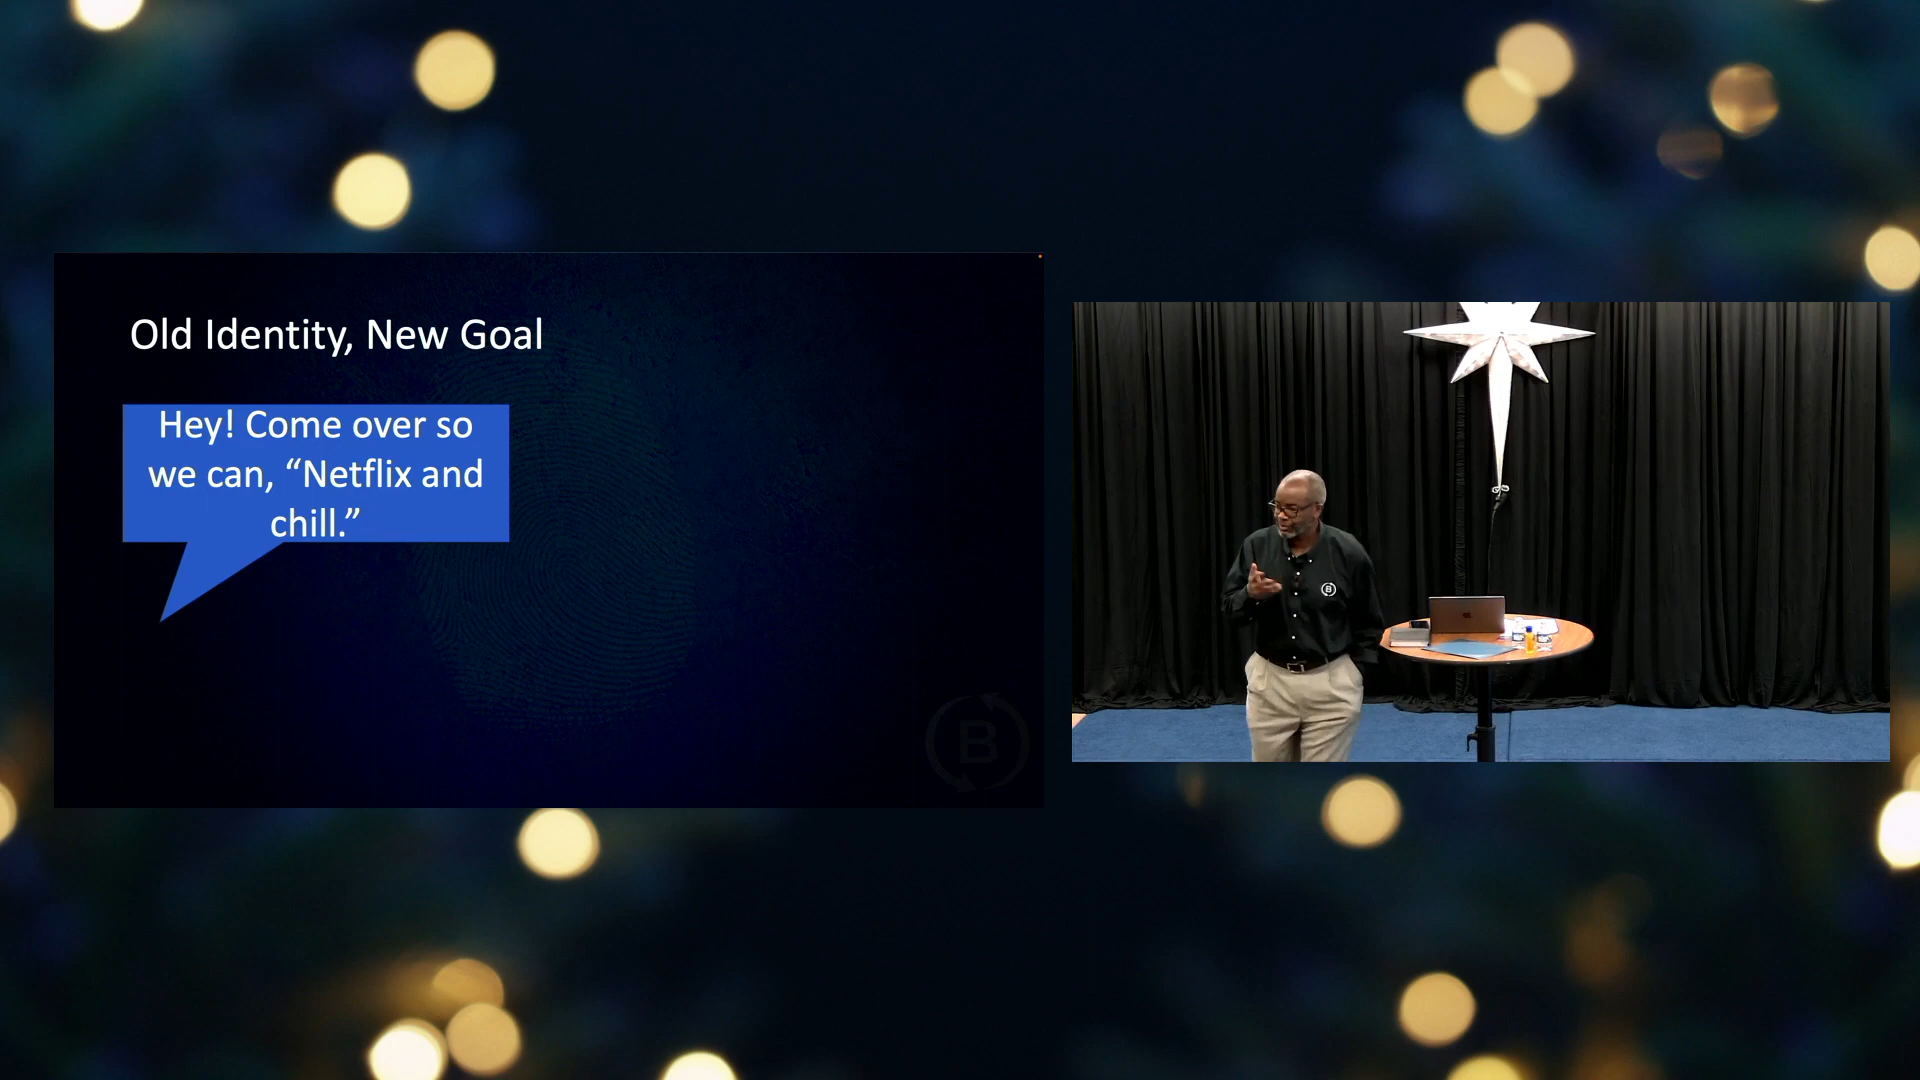 Old Identity, New Goal
Hey! Come over so
we can, “Netflix and
chill.”
B
B